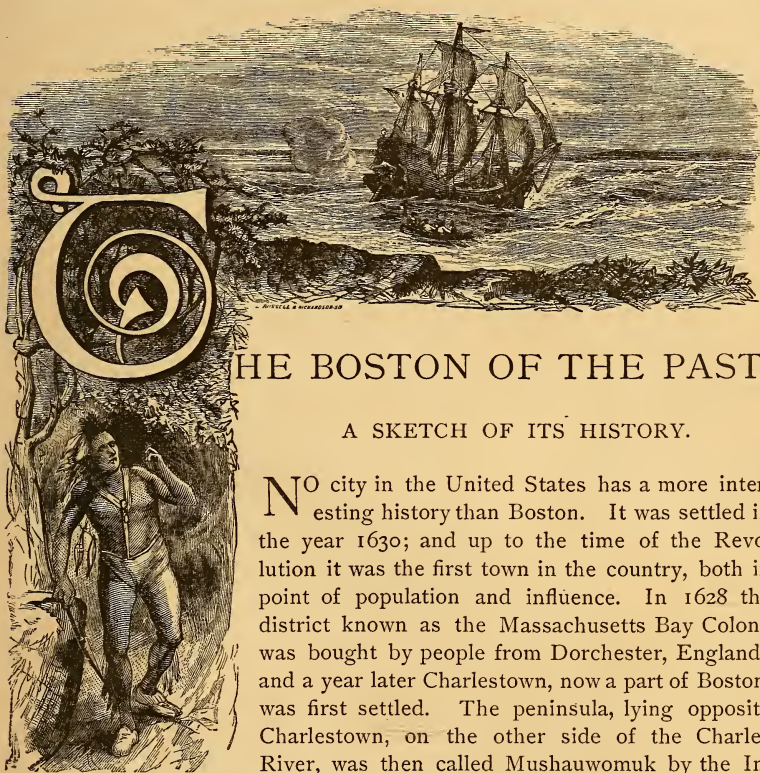 RUSSELL & RICHARDSON SO
THE BOSTON OF THE PAST
A SKETCH OF ITS HISTORY.
NO city in the United States has a more inter
esting history than Boston. It was settled i
the year 1630; and up to the time of the Revo
lution it was the first town in the country, both i
point of population and influence. In 1628 th
district known as the Massachusetts Bay Colon
was bought by people from Dorchester, England
and a year later Charlestown, now a part of Boston
was first settled. The peninsula, lying opposit
Charlestown, on the other side of the Charle
River, was then called Mushauwomuk by the In